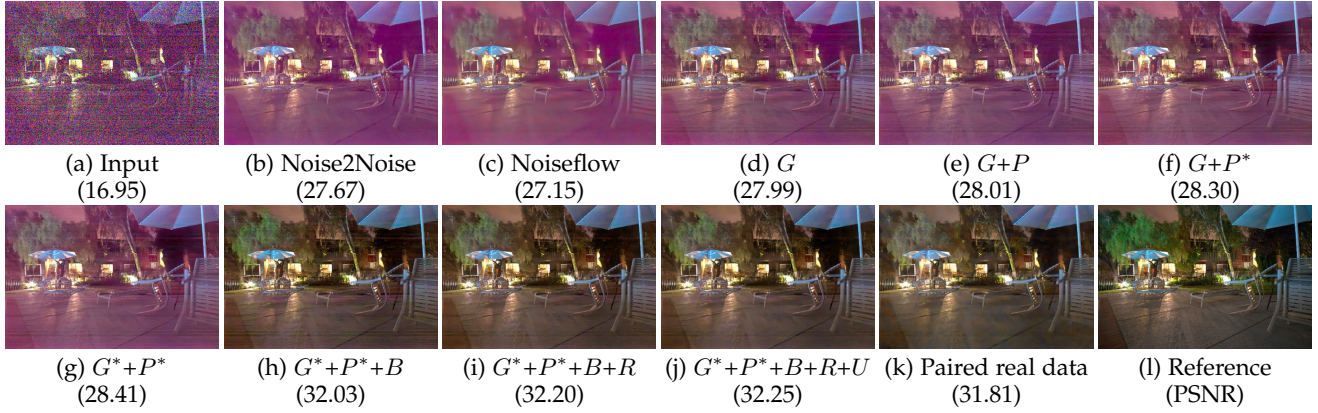 (a) Input (b) Noise2Noise (c) Noiseflow (d) G (e) G+P (f) G+P*
(16.95) (27.67) (27.15) (27.99) (28.01) (28.30)
(g) G*+P* (h) G*+P*+B (i) G*+P*+B+R (j) G*+P*+B+R+U (k) Paired real data (l) Reference
(28.41) (32.03) (32.20) (32.25) (31.81) (PSNR)